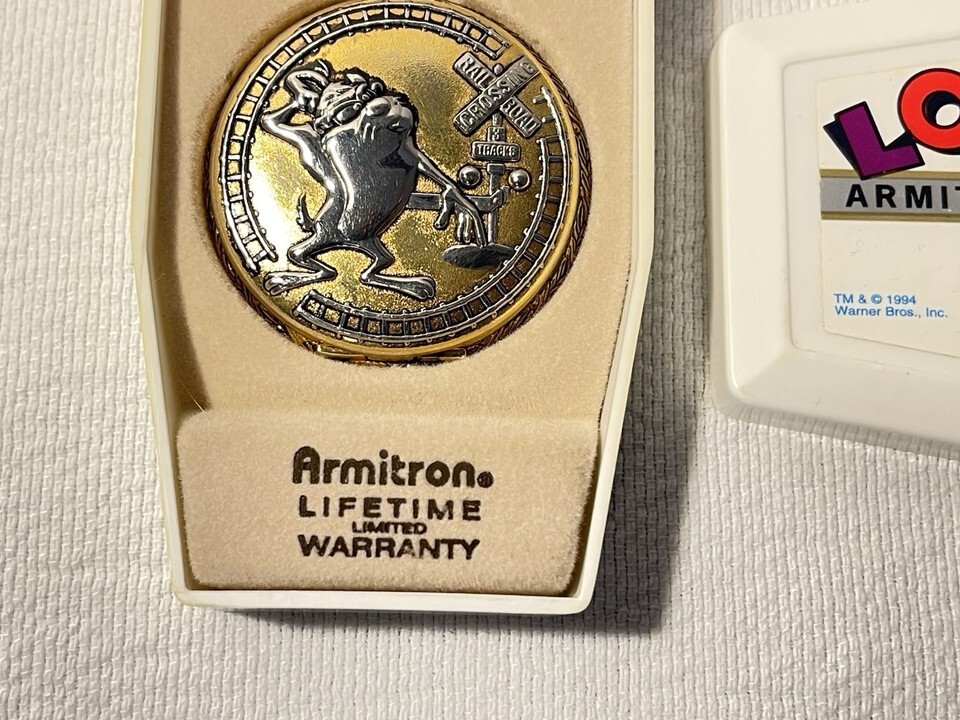 RAIL CROSSING ROAD
3
TRACKS
Armitron®
LIFETIME
LIMITED
WARRANTY
LO
ARMIT
TM & © 1994
Warner Bros., Inc.